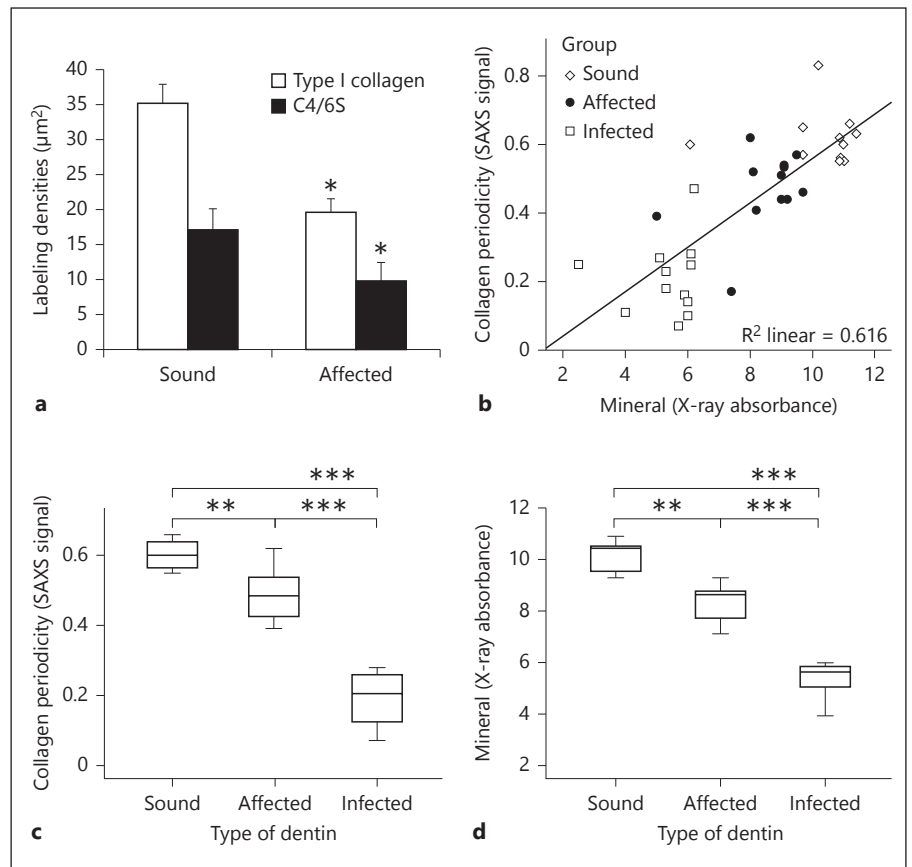 40
35
30
25
20
15
10
5
0
Labeling densities (µm²)
Type I collagen
C4/6S
*
*
Sound
Affected
a
Group
Sound
Affected
Infected
0.8
0.6
0.4
0.2
0
Collagen periodicity (SAXS signal)
R² linear = 0.616
2 4 6 8 10 12
Mineral (X-ray absorbance)
b
***
** ***
0.6
0.4
0.2
0
Collagen periodicity (SAXS signal)
Sound Affected Infected
Type of dentin
c
***
** ***
12
10
8
6
4
2
Mineral (X-ray absorbance)
Sound Affected Infected
Type of dentin
d